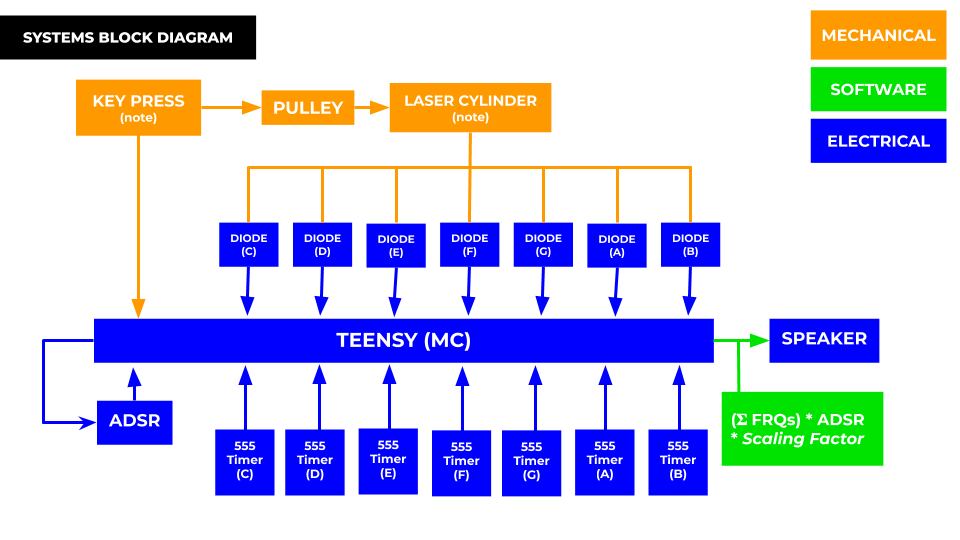 SYSTEMS BLOCK DIAGRAM
MECHANICAL
SOFTWARE
ELECTRICAL
KEY PRESS
(note)
PULLEY
LASER CYLINDER
(note)
DIODE
(C)
DIODE
(D)
DIODE
(E)
DIODE
(F)
DIODE
(G)
DIODE
(A)
DIODE
(B)
TEENSY (MC)
SPEAKER
ADSR
(Σ FRQs) * ADSR
* Scaling Factor
555
Timer
(C)
555
Timer
(D)
555
Timer
(E)
555
Timer
(F)
555
Timer
(G)
555
Timer
(A)
555
Timer
(B)